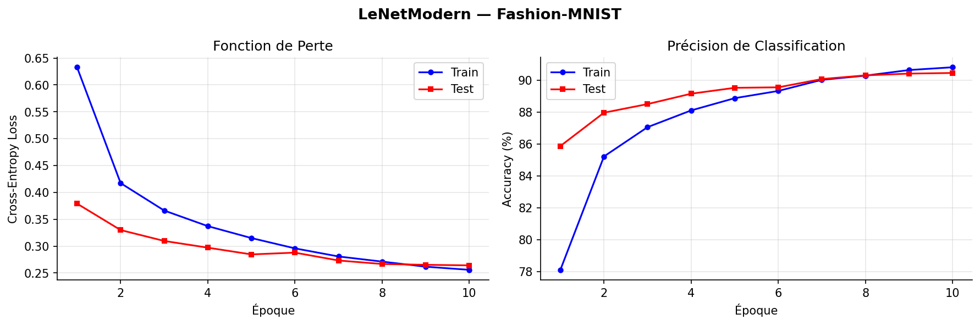 LeNetModern — Fashion-MNIST
Fonction de Perte
Cross-Entropy Loss
0.65
0.60
0.55
0.50
0.45
0.40
0.35
0.30
0.25
Train
Test
2
4
6
8
10
Époque
Précision de Classification
Accuracy (%)
90
88
86
84
82
80
78
Train
Test
2
4
6
8
10
Époque